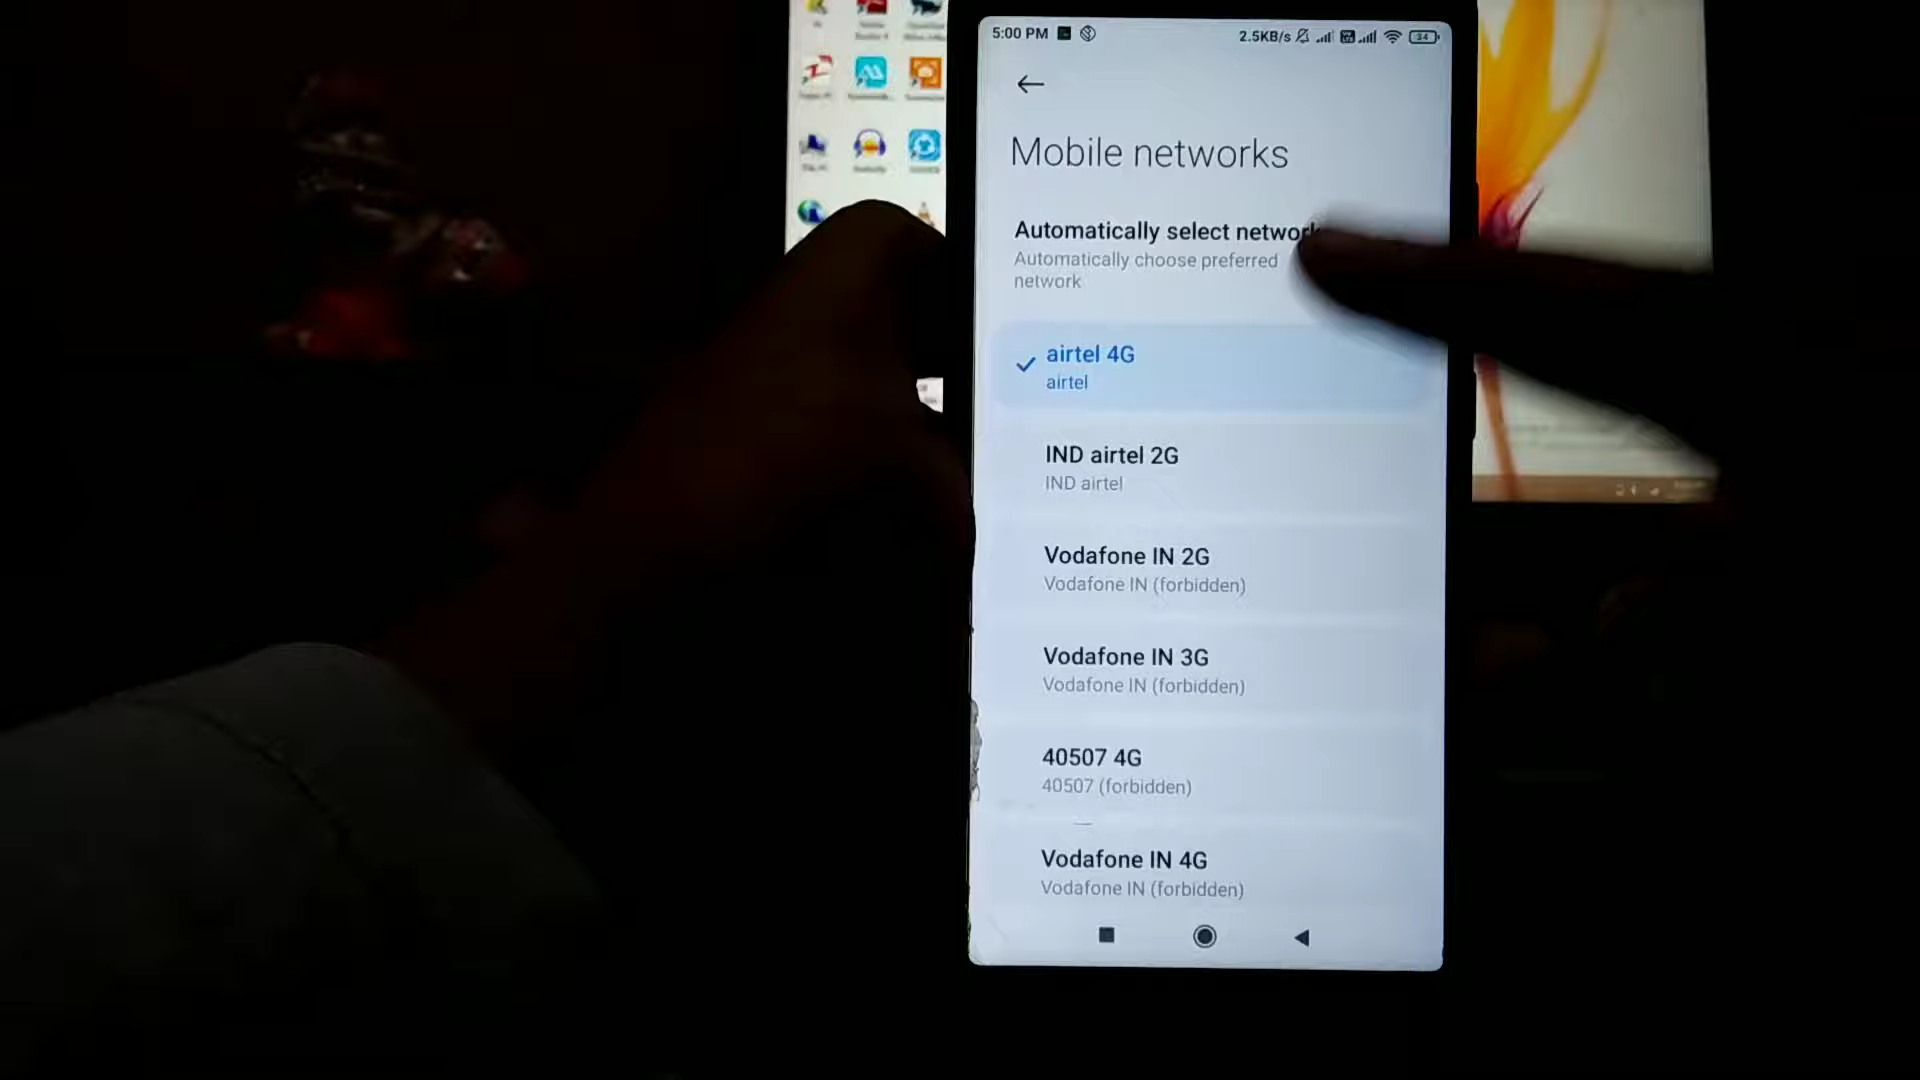 5:00 PM
2.5KB/s
34
Mobile networks
Automatically select network
Automatically choose preferred
network
airtel 4G
airtel
IND airtel 2G
IND airtel
Vodafone IN 2G
Vodafone IN (forbidden)
Vodafone IN 3G
Vodafone IN (forbidden)
40507 4G
40507 (forbidden)
Vodafone IN 4G
Vodafone IN (forbidden)